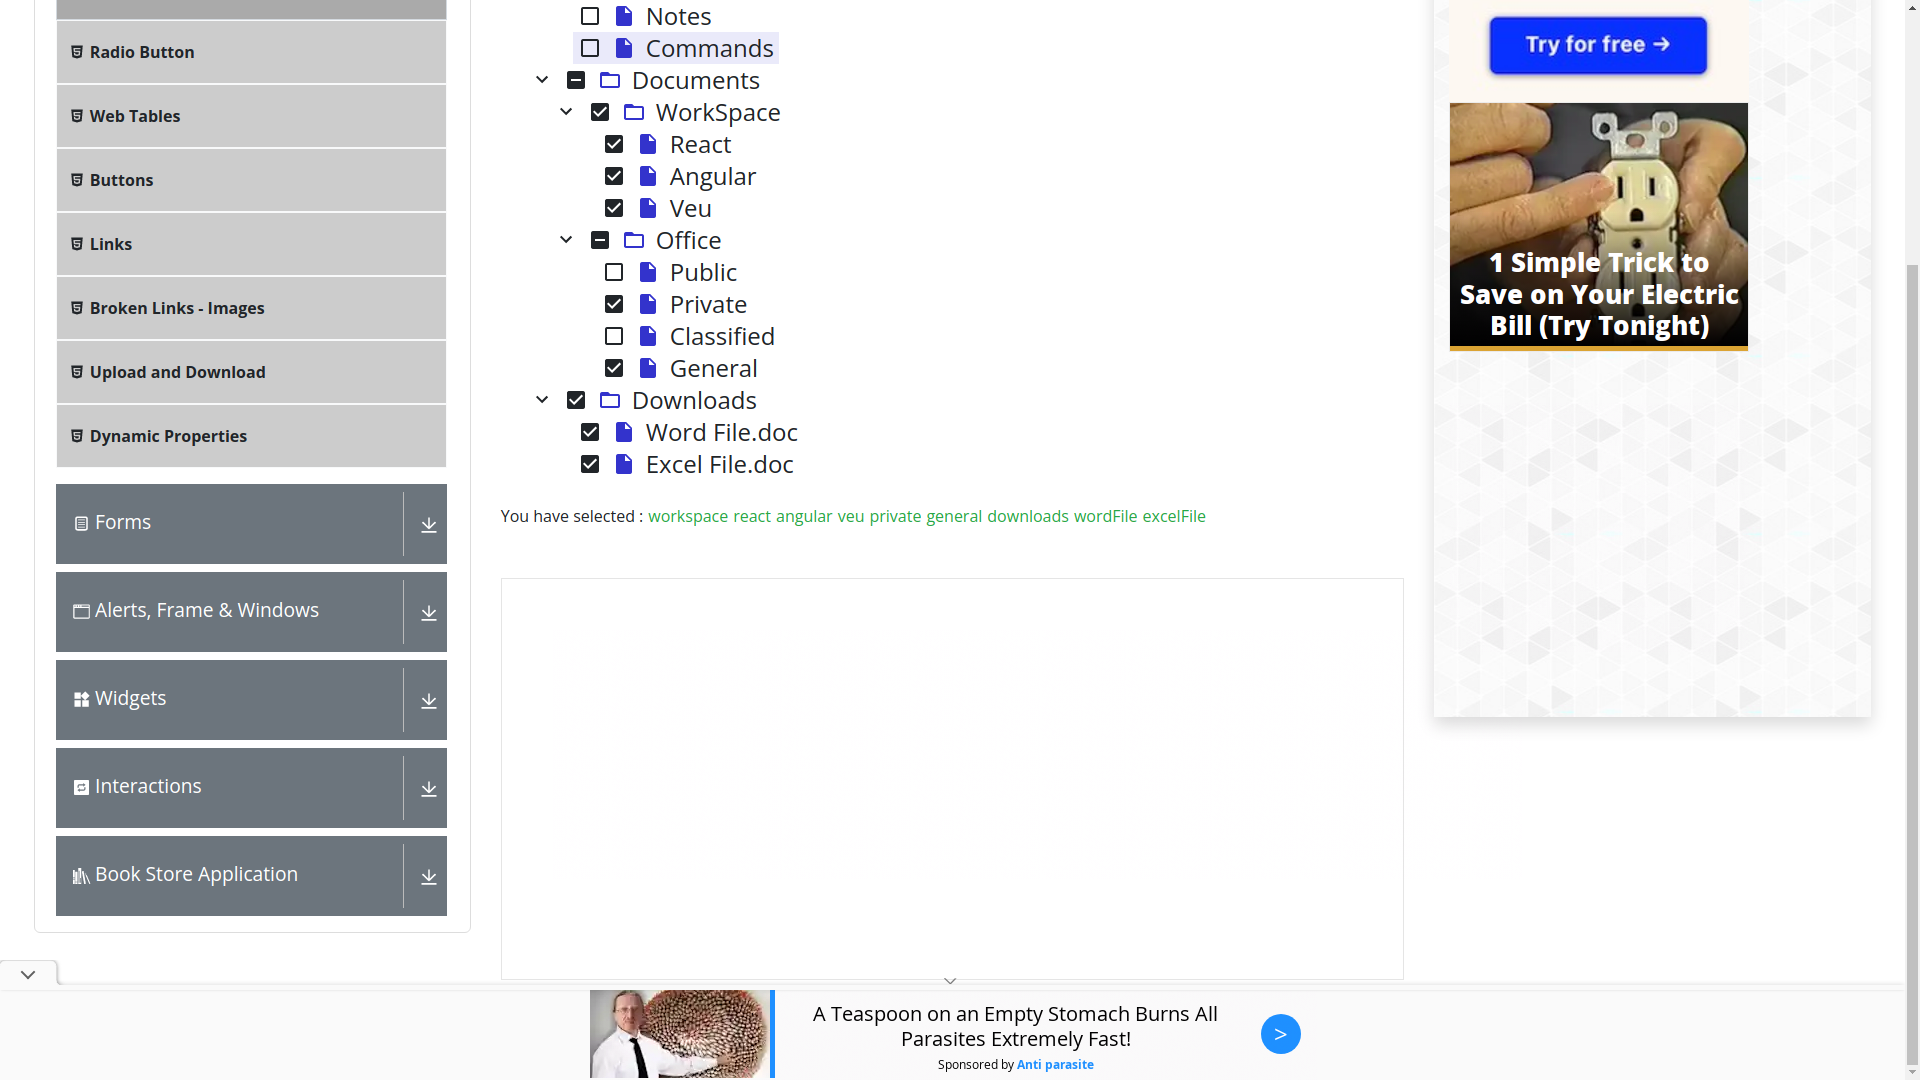 Radio Button
Web Tables
Buttons
Links
Broken Links - Images
Upload and Download
Dynamic Properties
Forms
Alerts, Frame & Windows
Widgets
Interactions
Book Store Application
Notes
Commands
Documents
WorkSpace
React
Angular
Veu
Office
Public
Private
Classified
General
Downloads
Word File.doc
Excel File.doc
You have selected : workspace react angular veu private general downloads wordFile excelFile
Try for free →
1 Simple Trick to
Save on Your Electric
Bill (Try Tonight)
A Teaspoon on an Empty Stomach Burns All
Parasites Extremely Fast!
Sponsored by Anti parasite
>